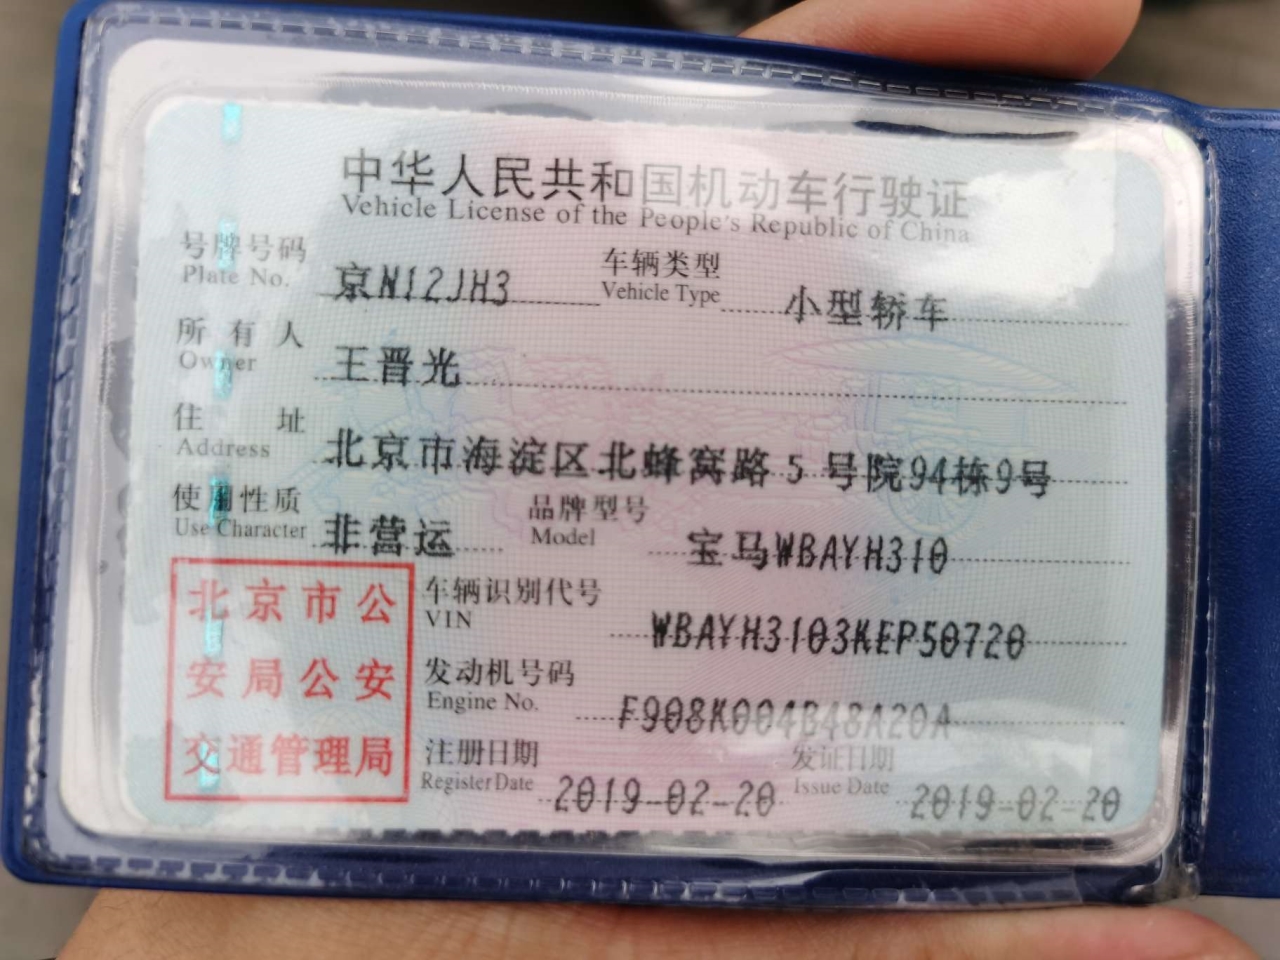 中华人民共和国机动车行驶证
Vehicle License of the People's Republic of China
号牌号码 京N12JH3 车辆类型 小型轿车
Plate No. Vehicle Type
所有人 王晋光
Owner
住址 北京市海淀区北蜂窝路5号院94栋9号
Address
使用性质 非营运 品牌型号 宝马WBAYH310
Use Character Model
车辆识别代号 WBAYH3103KEP50720
VIN
发动机号码 F908K004B48A20A
Engine No.
注册日期 2019-02-20 发证日期 2019-02-20
Register Date Issue Date
北京市公
安局公安
交通管理局